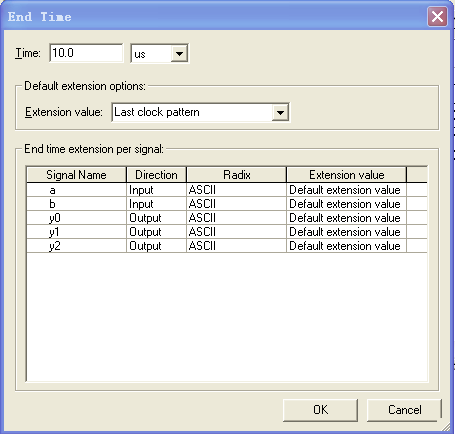 End Time
Time: 10.0 us
Default extension options:
Extension value: Last clock pattern
End time extension per signal:
Signal Name Direction Radix Extension value
a Input ASCII Default extension value
b Input ASCII Default extension value
y0 Output ASCII Default extension value
y1 Output ASCII Default extension value
y2 Output ASCII Default extension value
OK Cancel